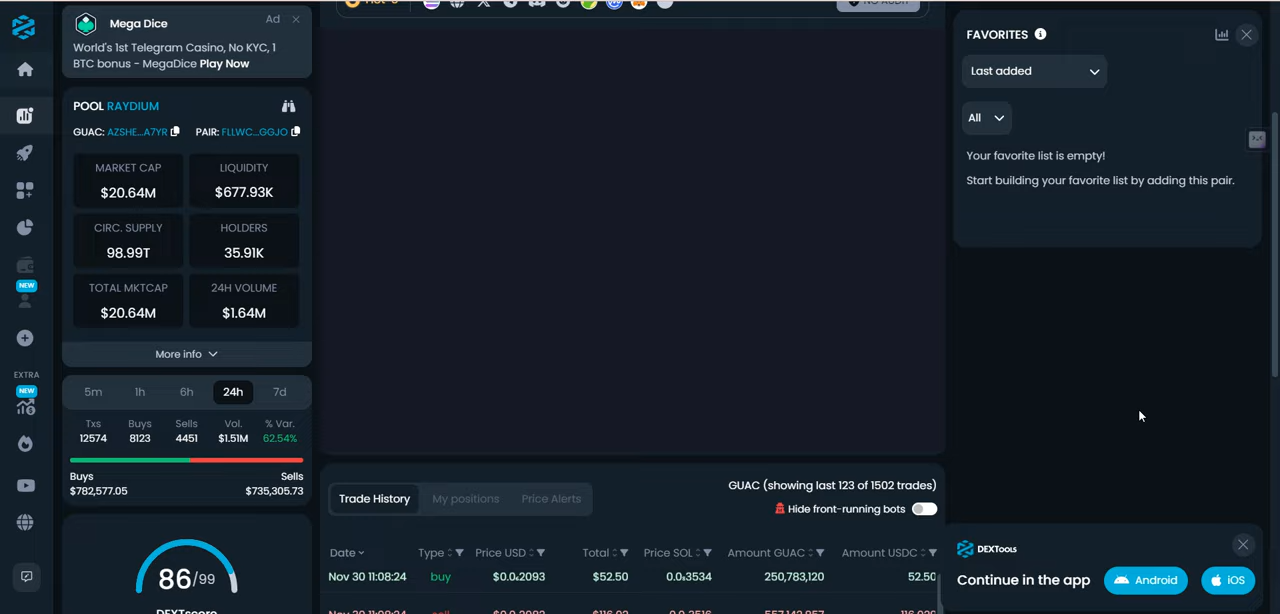 Mega Dice
Ad
World's 1st Telegram Casino, No KYC, 1
BTC bonus - MegaDice Play Now
POOL RAYDIUM
GUAC: AZSHE...A7YR PAIR: FLLWC...GGJO
MARKET CAP
$20.64M
LIQUIDITY
$677.93K
CIRC. SUPPLY
98.99T
HOLDERS
35.91K
TOTAL MKTCAP
$20.64M
24H VOLUME
$1.64M
More info
NEW
EXTRA
NEW
5m 1h 6h 24h 7d
Txs Buys Sells Vol. % Var.
12574 8123 4451 $1.51M 62.54%
Buys Sells
$782,577.05 $735,305.73
86/99
DEXTscore
NO AUDIT
Trade History My positions Price Alerts
GUAC (showing last 123 of 1502 trades)
Hide front-running bots
Date Type Price USD Total Price SOL Amount GUAC Amount USDC
Nov 30 11:08:24 buy $0.0₆2093 $52.50 0.0₈3534 250,783,120 52.50
FAVORITES
Last added
All
Your favorite list is empty!
Start building your favorite list by adding this pair.
DEXTools
Continue in the app
Android
iOS